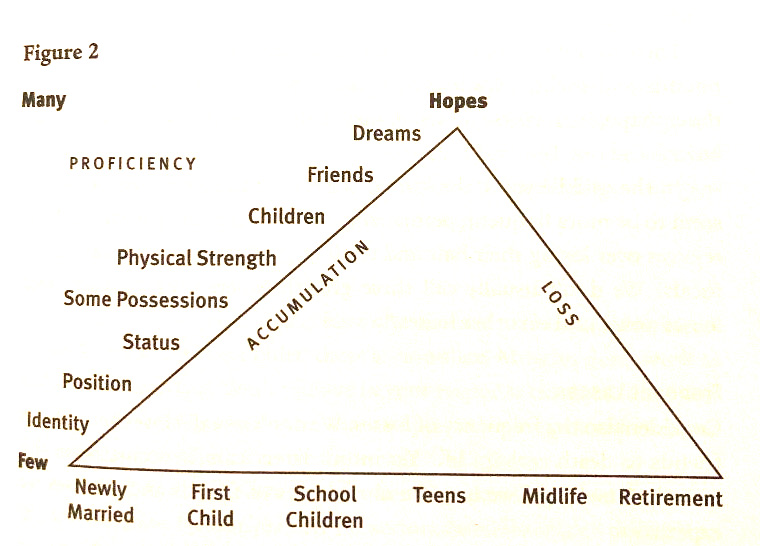 Figure 2
Many
Hopes
Dreams
PROFICIENCY
Friends
Children
Physical Strength
ACCUMULATION
Some Possessions
LOSS
Status
Position
Identity
Few
Newly
Married
First
Child
School
Children
Teens
Midlife
Retirement